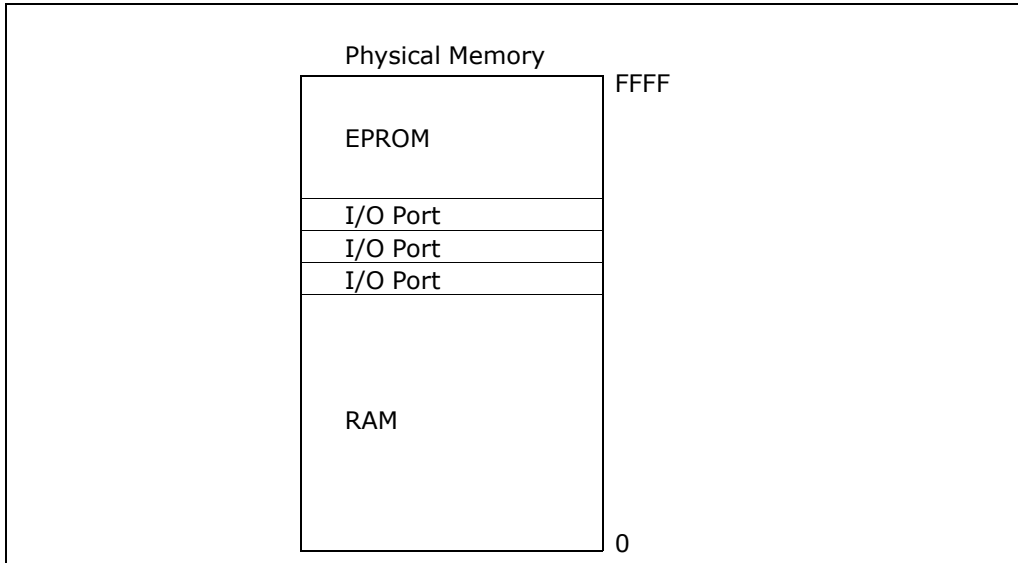 Physical Memory
FFFF
EPROM
I/O Port
I/O Port
I/O Port
RAM
0